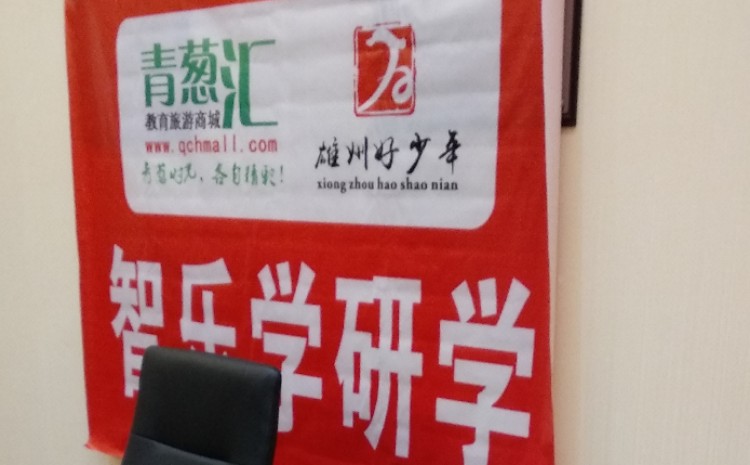 青葱汇
教育旅游商城
www.qchmall.com
青葱时光，各自精彩!
雄州好少年
xiong zhou hao shao nian
智乐学研学